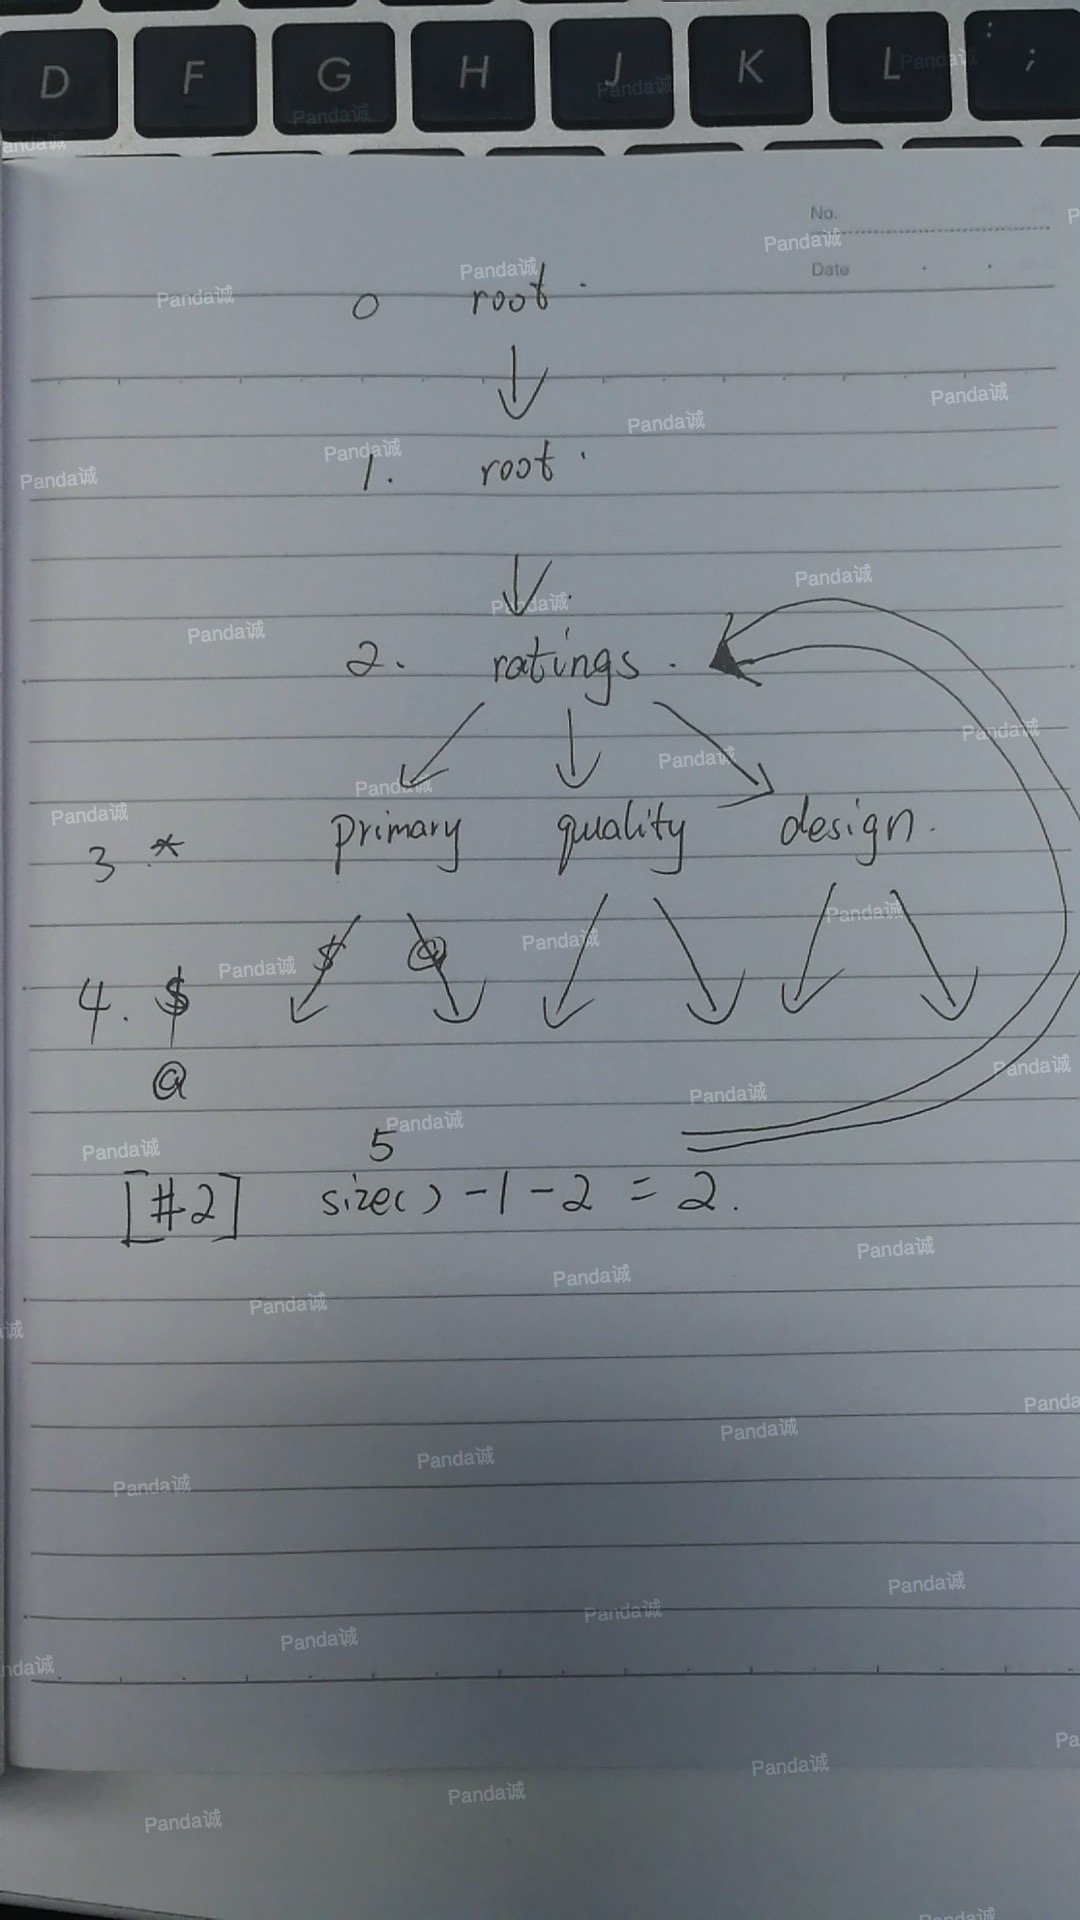 D F G H J K L : ;
No.
Date
0 root
1. root
2. ratings
3 * primary quality design
$ @
4. $
@
5
[#2] size() -1 -2 = 2.
Panda诚